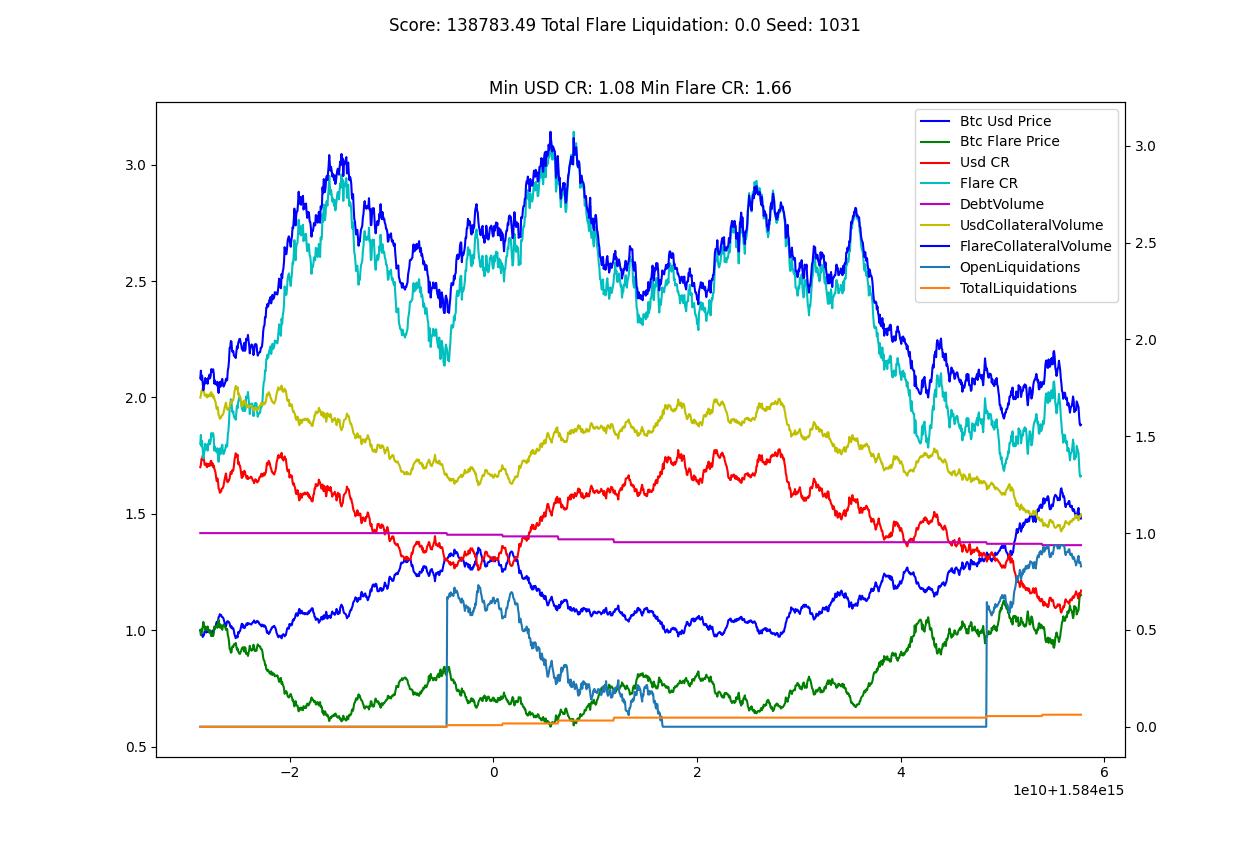 Score: 138783.49 Total Flare Liquidation: 0.0 Seed: 1031
Min USD CR: 1.08 Min Flare CR: 1.66
Btc Usd Price
Btc Flare Price
Usd CR
Flare CR
DebtVolume
UsdCollateralVolume
FlareCollateralVolume
OpenLiquidations
TotalLiquidations
3.0
2.5
2.0
1.5
1.0
0.5
3.0
2.5
2.0
1.5
1.0
0.5
0.0
−2 0 2 4 6
1e10+1.584e15